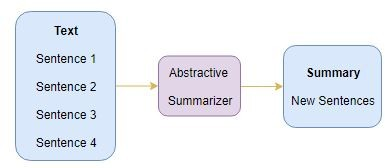 Text
Sentence 1
Sentence 2
Sentence 3
Sentence 4
Abstractive
Summarizer
Summary
New Sentences